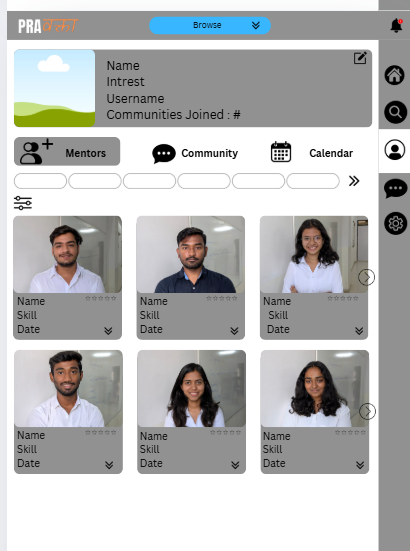 PRA
Browse
Name
Intrest
Username
Communities Joined : #
Mentors
Community
Calendar
Name
Skill
Date
Name
Skill
Date
Name
Skill
Date
Name
Skill
Date
Name
Skill
Date
Name
Skill
Date